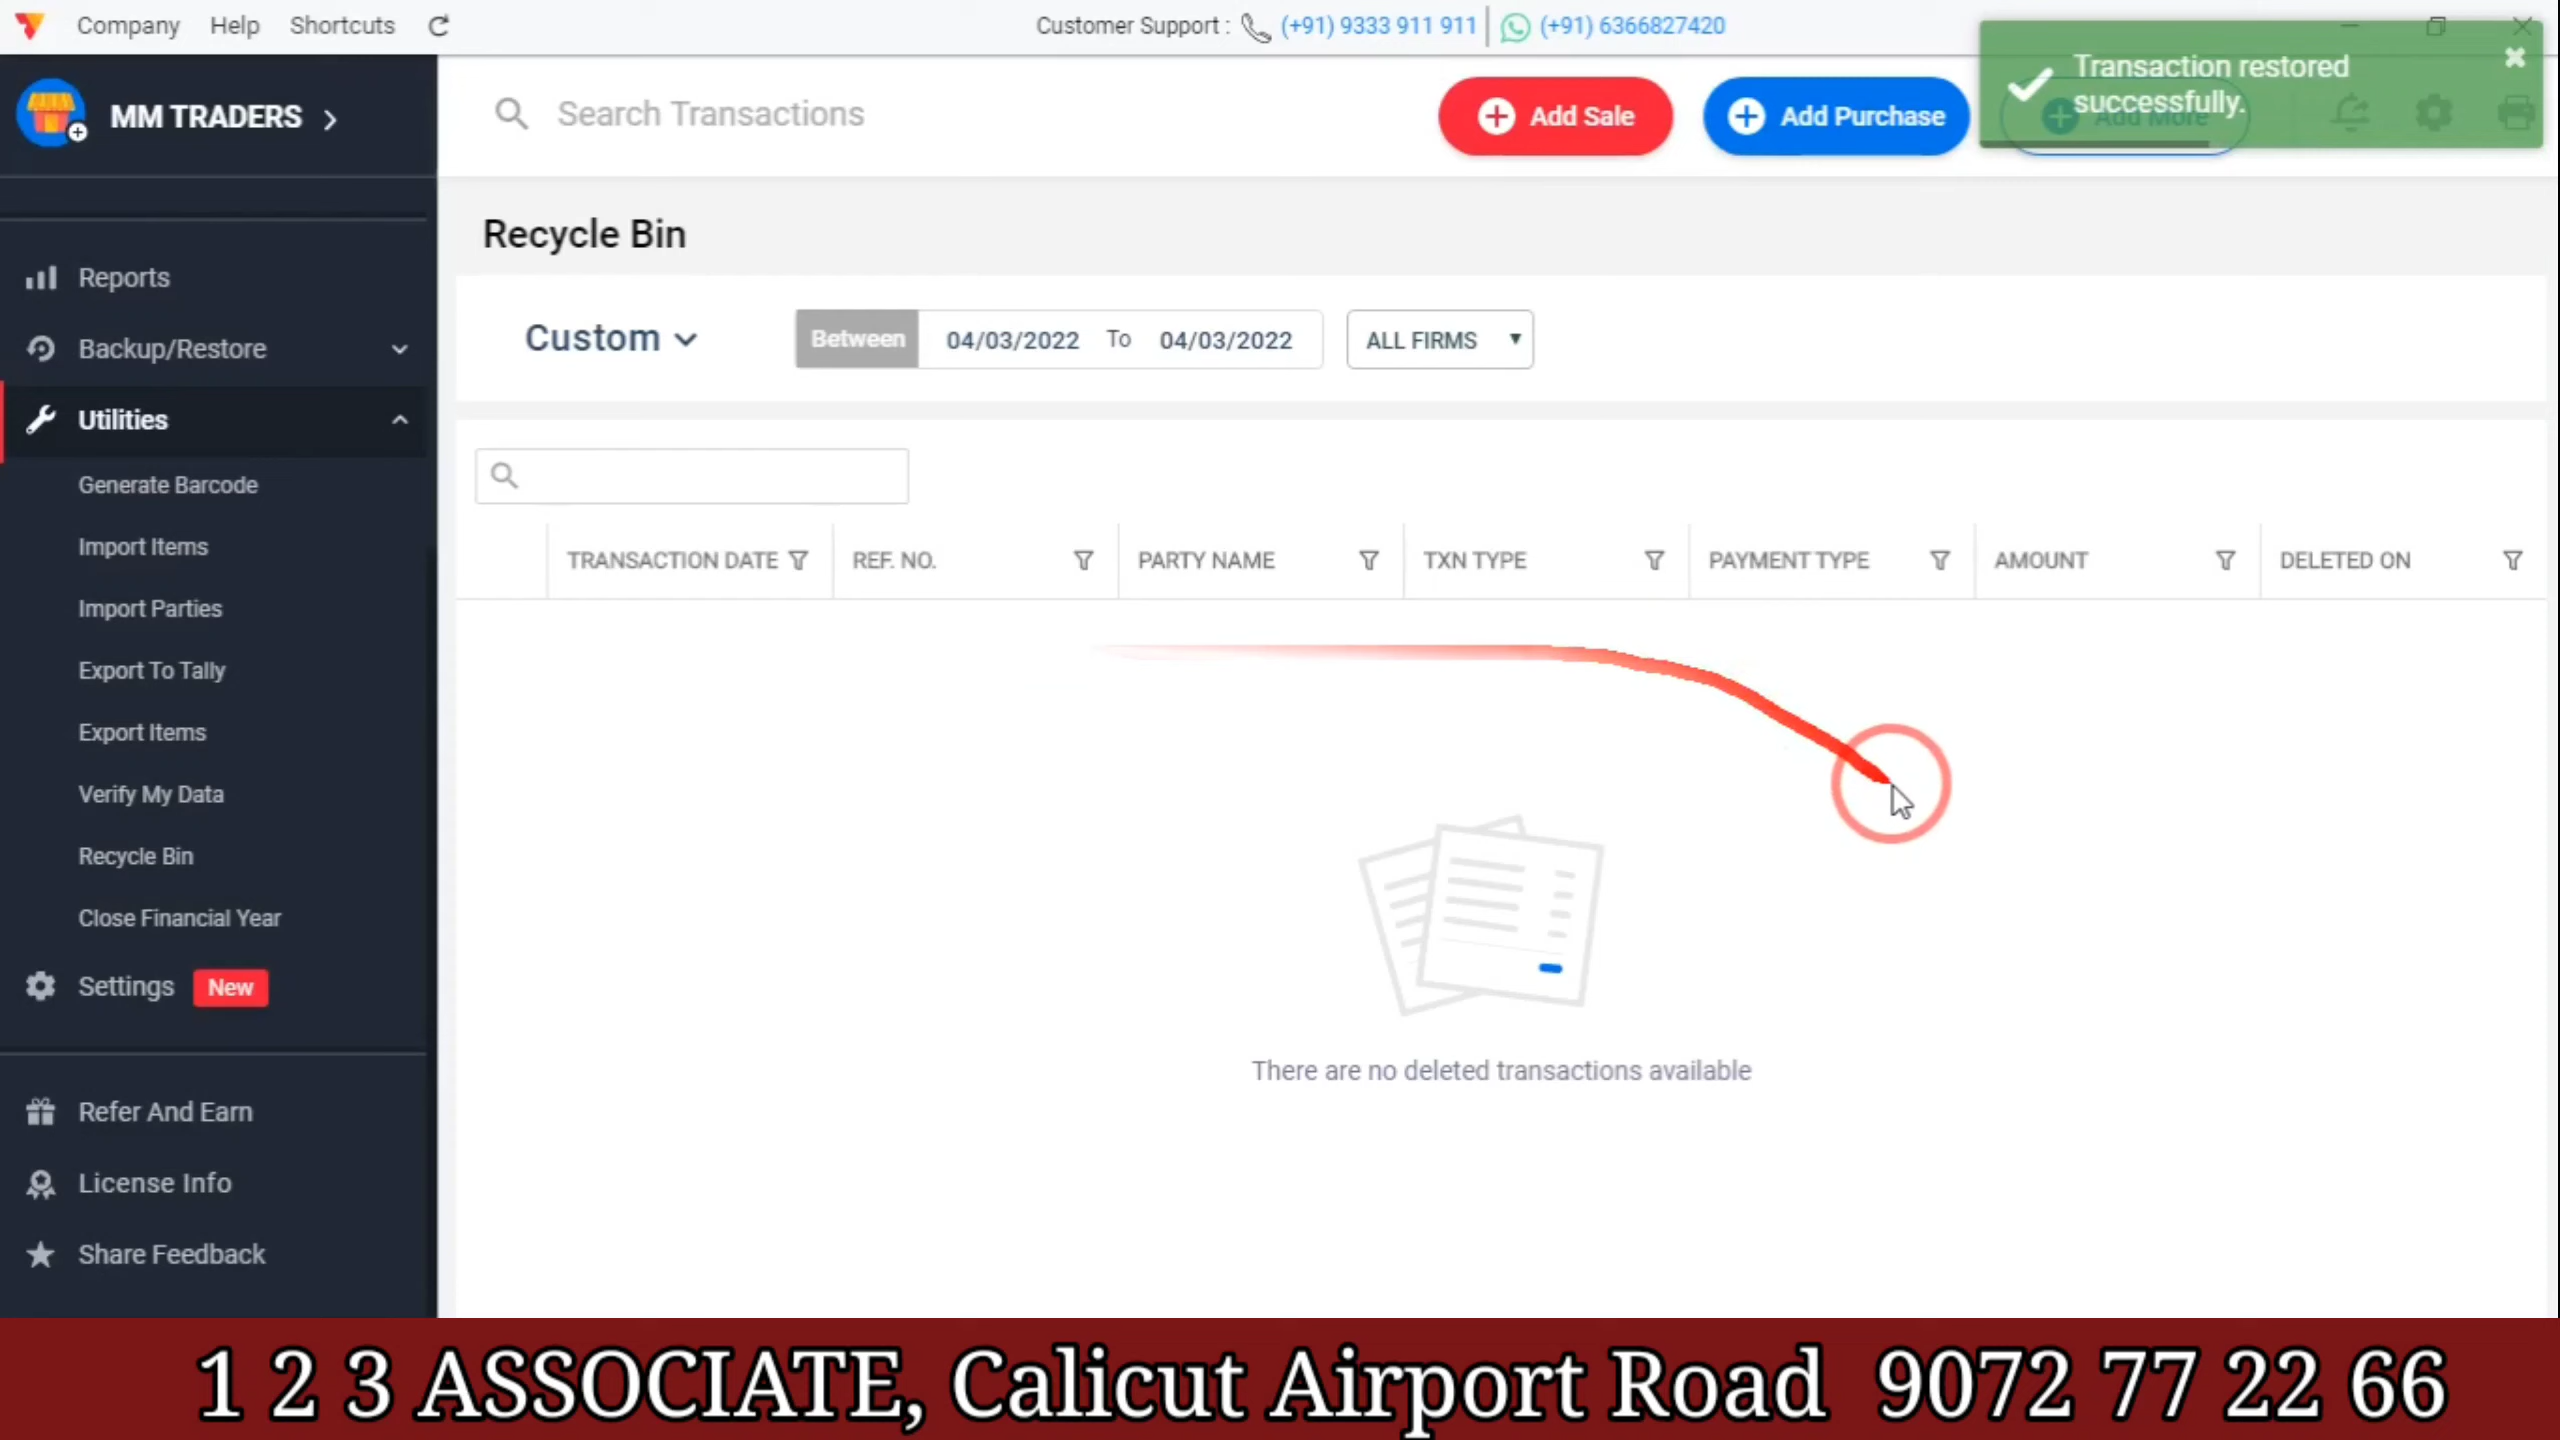 Company Help Shortcuts
Customer Support : (+91) 9333 911 911 (+91) 6366827420
Transaction restored
successfully.
MM TRADERS
Search Transactions
Add Sale
Add Purchase
Add More
Recycle Bin
Custom
Between 04/03/2022 To 04/03/2022
ALL FIRMS
Reports
Backup/Restore
Utilities
Generate Barcode
Import Items
Import Parties
Export To Tally
Export Items
Verify My Data
Recycle Bin
Close Financial Year
Settings New
Refer And Earn
License Info
Share Feedback
TRANSACTION DATE REF. NO. PARTY NAME TXN TYPE PAYMENT TYPE AMOUNT DELETED ON
There are no deleted transactions available
1 2 3 ASSOCIATE, Calicut Airport Road 9072 77 22 66